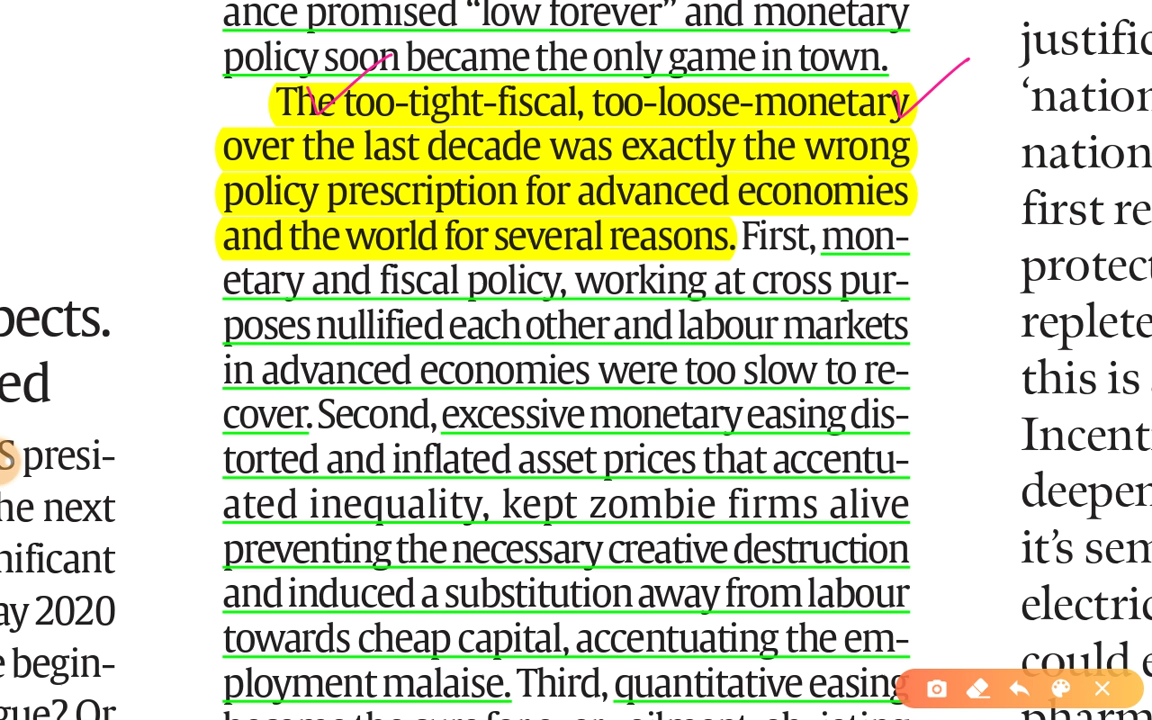 pects.
ed
S presi-
he next
nificant
ay 2020
e begin-
gue? Or
ance promised “low forever” and monetary
policy soon became the only game in town.
The too-tight-fiscal, too-loose-monetary
over the last decade was exactly the wrong
policy prescription for advanced economies
and the world for several reasons. First, mon-
etary and fiscal policy, working at cross pur-
poses nullified each other and labour markets
in advanced economies were too slow to re-
cover. Second, excessive monetary easing dis-
torted and inflated asset prices that accentu-
ated inequality, kept zombie firms alive
preventing the necessary creative destruction
and induced a substitution away from labour
towards cheap capital, accentuating the em-
ployment malaise. Third, quantitative easing
justific
‘nation
nation
first re
protect
replete
this is
Incenti
deepen
it’s sem
electric
could e
pharm